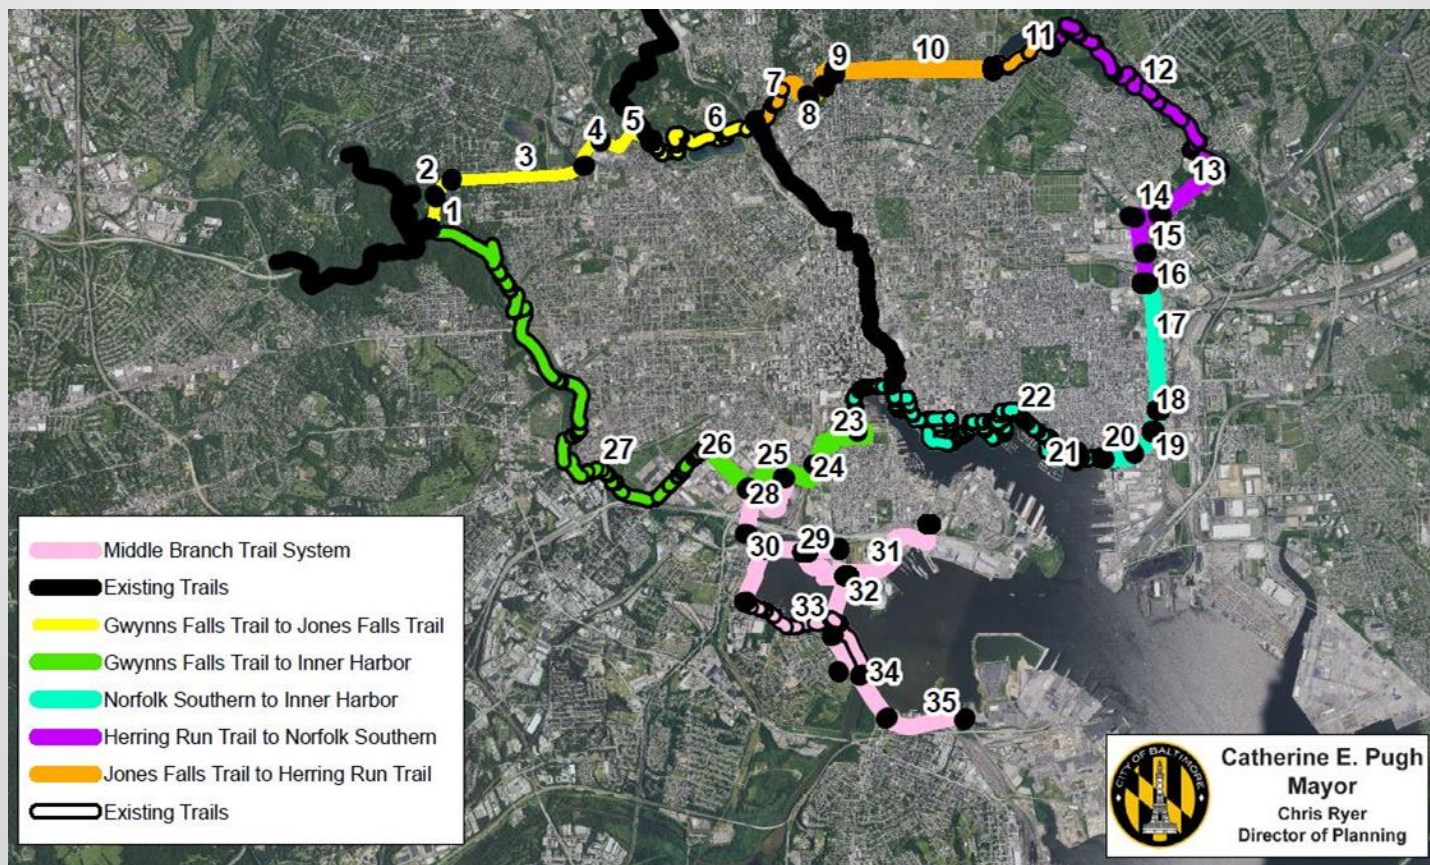 9
10
11
7
8
12
4
5
6
3
2
1
13
14
15
16
17
18
22
23
19
20
21
26
25
24
27
28
29
30
31
32
33
34
35
Middle Branch Trail System
Existing Trails
Gwynns Falls Trail to Jones Falls Trail
Gwynns Falls Trail to Inner Harbor
Norfolk Southern to Inner Harbor
Herring Run Trail to Norfolk Southern
Jones Falls Trail to Herring Run Trail
Existing Trails
CITY OF BALTIMORE
Catherine E. Pugh
Mayor
Chris Ryer
Director of Planning